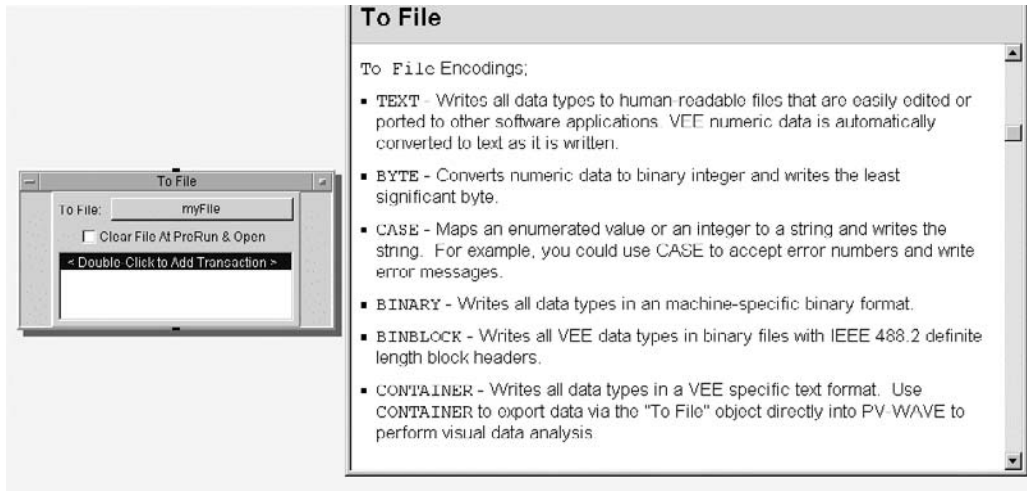 To File
To File: myFile
Clear File At PreRun & Open
< Double-Click to Add Transaction >
To File
To File Encodings;
▪ TEXT - Writes all data types to human-readable files that are easily edited or
ported to other software applications. VEE numeric data is automatically
converted to text as it is written.
▪ BYTE - Converts numeric data to binary integer and writes the least
significant byte.
▪ CASE - Maps an enumerated value or an integer to a string and writes the
string. For example, you could use CASE to accept error numbers and write
error messages.
▪ BINARY - Writes all data types in an machine-specific binary format.
▪ BINBLOCK - Writes all VEE data types in binary files with IEEE 488.2 definite
length block headers.
▪ CONTAINER - Writes all data types in a VEE specific text format. Use
CONTAINER to export data via the "To File" object directly into PV-WAVE to
perform visual data analysis